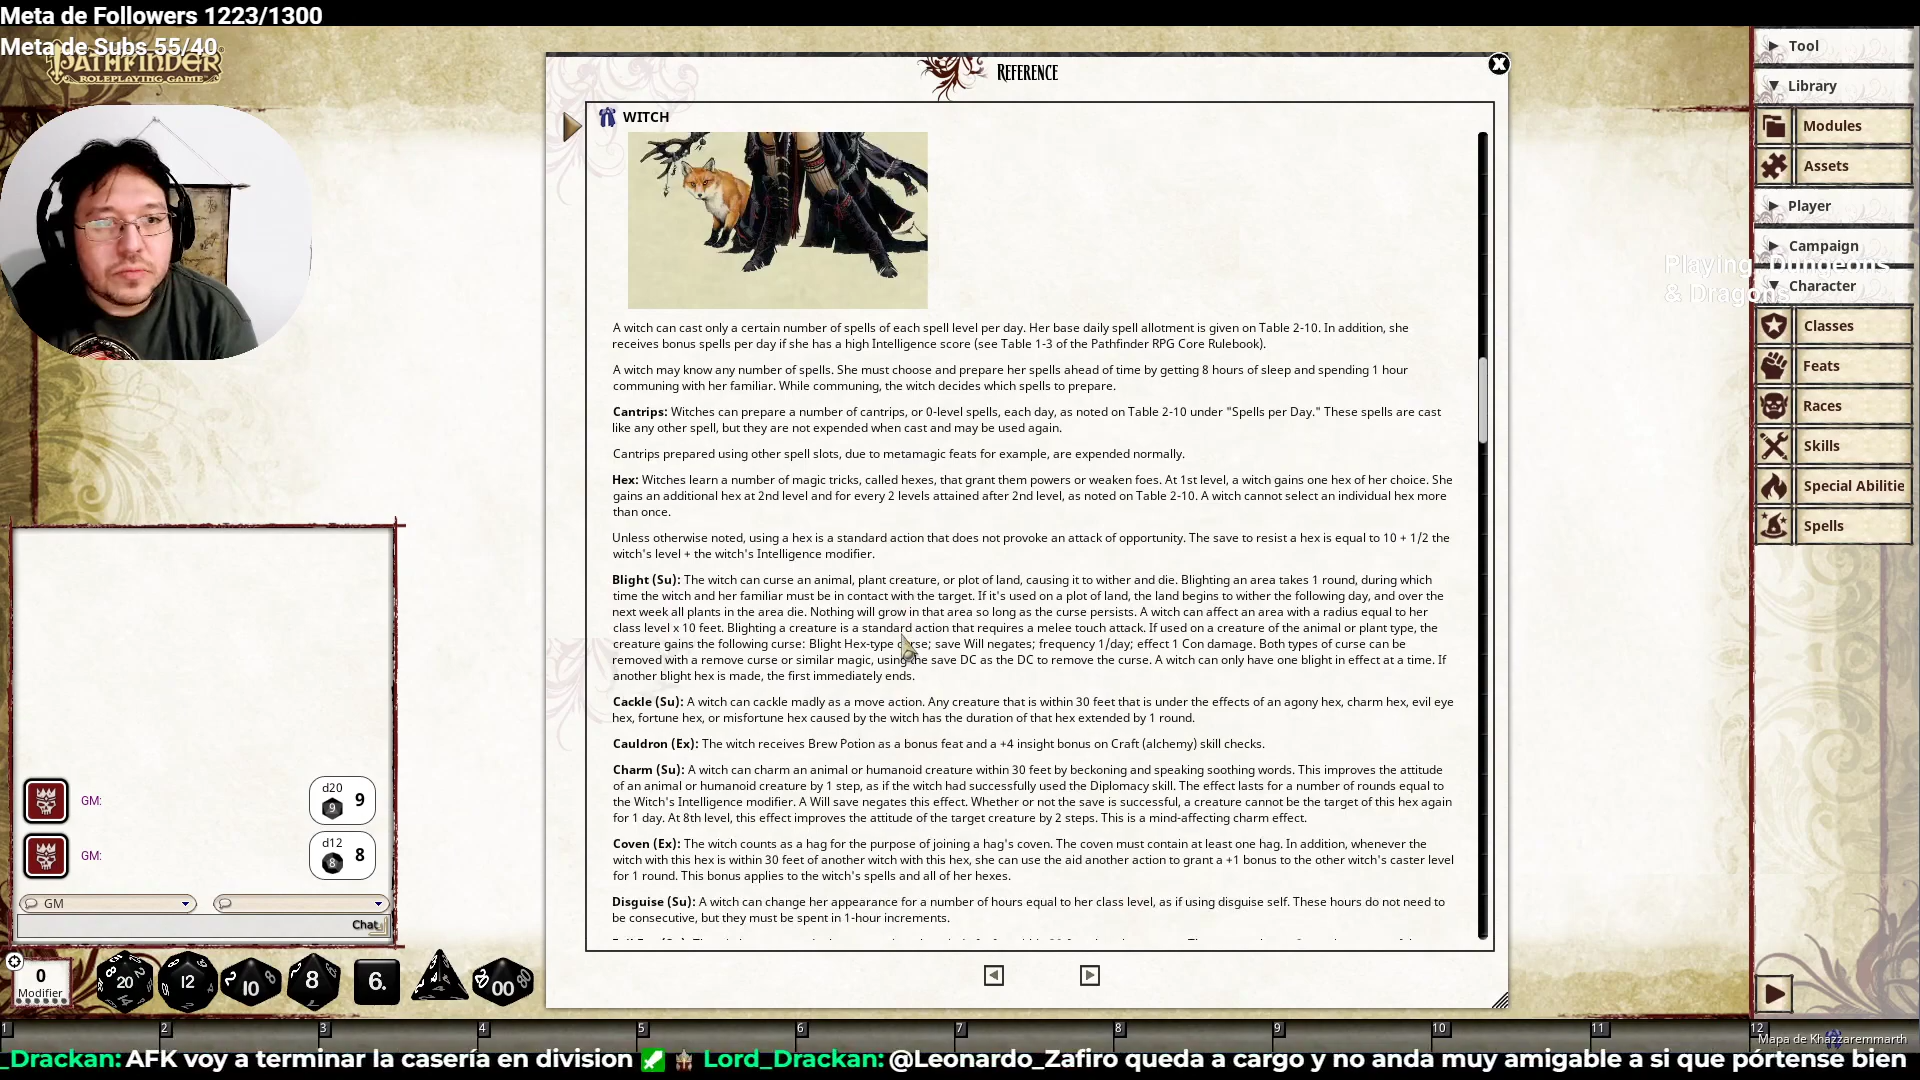 Meta de Followers 1223/1300
Meta de Subs 55/40
PATHFINDER
ROLEPLAYING GAME
REFERENCE
WITCH
A witch can cast only a certain number of spells of each spell level per day. Her base daily spell allotment is given on Table 2-10. In addition, she
receives bonus spells per day if she has a high Intelligence score (see Table 1-3 of the Pathfinder RPG Core Rulebook).
A witch may know any number of spells. She must choose and prepare her spells ahead of time by getting 8 hours of sleep and spending 1 hour
communing with her familiar. While communing, the witch decides which spells to prepare.
Cantrips: Witches can prepare a number of cantrips, or 0-level spells, each day, as noted on Table 2-10 under "Spells per Day." These spells are cast
like any other spell, but they are not expended when cast and may be used again.
Cantrips prepared using other spell slots, due to metamagic feats for example, are expended normally.
Hex: Witches learn a number of magic tricks, called hexes, that grant them powers or weaken foes. At 1st level, a witch gains one hex of her choice. She
gains an additional hex at 2nd level and for every 2 levels attained after 2nd level, as noted on Table 2-10. A witch cannot select an individual hex more
than once.
Unless otherwise noted, using a hex is a standard action that does not provoke an attack of opportunity. The save to resist a hex is equal to 10 + 1/2 the
witch's level + the witch's Intelligence modifier.
Blight (Su): The witch can curse an animal, plant creature, or plot of land, causing it to wither and die. Blighting an area takes 1 round, during which
time the witch and her familiar must be in contact with the target. If it's used on a plot of land, the land begins to wither the following day, and over the
next week all plants in the area die. Nothing will grow in that area so long as the curse persists. A witch can affect an area with a radius equal to her
class level x 10 feet. Blighting a creature is a standard action that requires a melee touch attack. If used on a creature of the animal or plant type, the
creature gains the following curse: Blight Hex-type curse; save Will negates; frequency 1/day; effect 1 Con damage. Both types of curse can be
removed with a remove curse or similar magic, using the save DC as the DC to remove the curse. A witch can only have one blight in effect at a time. If
another blight hex is made, the first immediately ends.
Cackle (Su): A witch can cackle madly as a move action. Any creature that is within 30 feet that is under the effects of an agony hex, charm hex, evil eye
hex, fortune hex, or misfortune hex caused by the witch has the duration of that hex extended by 1 round.
Cauldron (Ex): The witch receives Brew Potion as a bonus feat and a +4 insight bonus on Craft (alchemy) skill checks.
Charm (Su): A witch can charm an animal or humanoid creature within 30 feet by beckoning and speaking soothing words. This improves the attitude
of an animal or humanoid creature by 1 step, as if the witch had successfully used the Diplomacy skill. The effect lasts for a number of rounds equal to
the Witch's Intelligence modifier. A Will save negates this effect. Whether or not the save is successful, a creature cannot be the target of this hex again
for 1 day. At 8th level, this effect improves the attitude of the target creature by 2 steps. This is a mind-affecting charm effect.
Coven (Ex): The witch counts as a hag for the purpose of joining a hag's coven. The coven must contain at least one hag. In addition, whenever the
witch with this hex is within 30 feet of another witch with this hex, she can use the aid another action to grant a +1 bonus to the other witch's caster level
for 1 round. This bonus applies to the witch's spells and all of her hexes.
Disguise (Su): A witch can change her appearance for a number of hours equal to her class level, as if using disguise self. These hours do not need to
be consecutive, but they must be spent in 1-hour increments.
Tool
Library
Modules
Assets
Player
Campaign
Playing: Dungeons
& Dragons
Character
Classes
Feats
Races
Skills
Special Abilitie
Spells
GM:
d20
9
9
GM:
d12
8
8
GM
Chat
0
Modifier
20
12
10
8
6.
00
1 2 3 4 5 6 7 8 9 10 11 12
Mapa de Khazzaremmarth
_Drackan: AFK voy a terminar la casería en division Lord_Drackan: @Leonardo_Zafiro queda a cargo y no anda muy amigable a si que pórtense bien